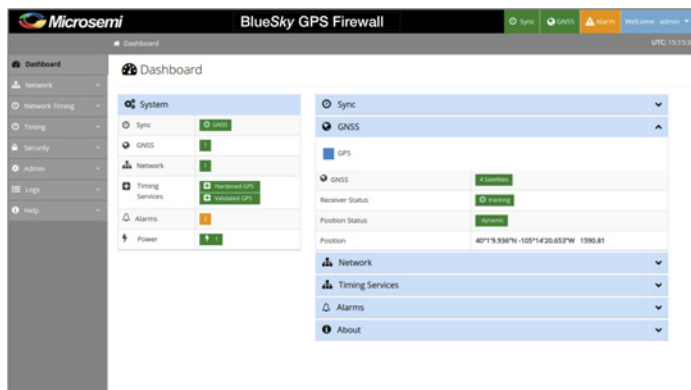 Microsemi
BlueSky GPS Firewall
Sync
GNSS
Alarm
Welcome admin
Dashboard
UTC: 15:15:3
Dashboard
Network
Network Timing
Timing
Security
Admin
Logs
Help
Dashboard
System
Sync GNSS
GNSS 1
Network 1
Timing Services
Hardened GPS
Validated GPS
Alarms 2
Power 1
Sync
GNSS
GPS
GNSS 4 Satellites
Receiver Status tracking
Position Status dynamic
Position 40°1'9.936"N -105°14'20.653"W 1590.81
Network
Timing Services
Alarms
About